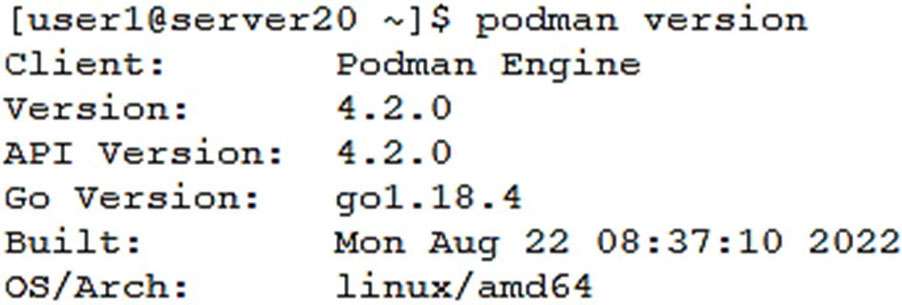 [user1@server20 ~]$ podman version
Client:       Podman Engine
Version:      4.2.0
API Version:  4.2.0
Go Version:   go1.18.4
Built:        Mon Aug 22 08:37:10 2022
OS/Arch:      linux/amd64